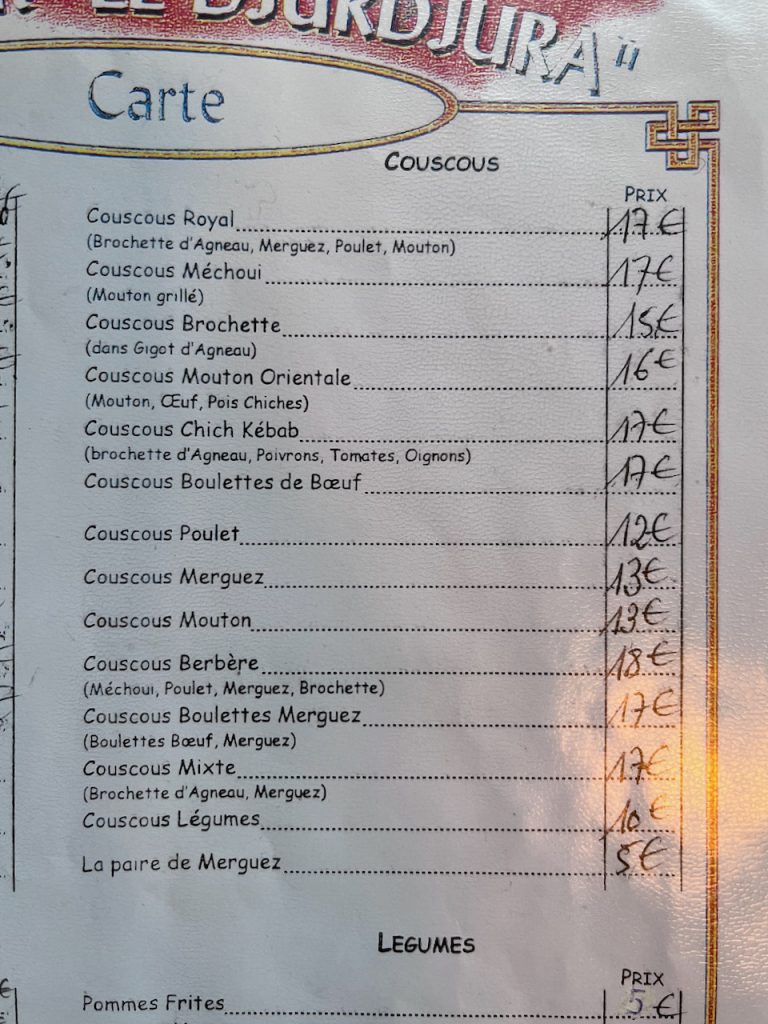 "LE DJURDJURA"
Carte
COUSCOUS
PRIX
Couscous Royal 17€
(Brochette d'Agneau, Merguez, Poulet, Mouton)
Couscous Méchoui 17€
(Mouton grillé)
Couscous Brochette 15€
(dans Gigot d'Agneau)
Couscous Mouton Orientale 16€
(Mouton, Œuf, Pois Chiches)
Couscous Chich Kébab 17€
(brochette d'Agneau, Poivrons, Tomates, Oignons)
Couscous Boulettes de Bœuf 17€
Couscous Poulet 12€
Couscous Merguez 13€
Couscous Mouton 13€
Couscous Berbère 18€
(Méchoui, Poulet, Merguez, Brochette)
Couscous Boulettes Merguez 17€
(Boulettes Bœuf, Merguez)
Couscous Mixte 17€
(Brochette d'Agneau, Merguez)
Couscous Légumes 10€
La paire de Merguez 5€
LEGUMES
PRIX
Pommes Frites 5€